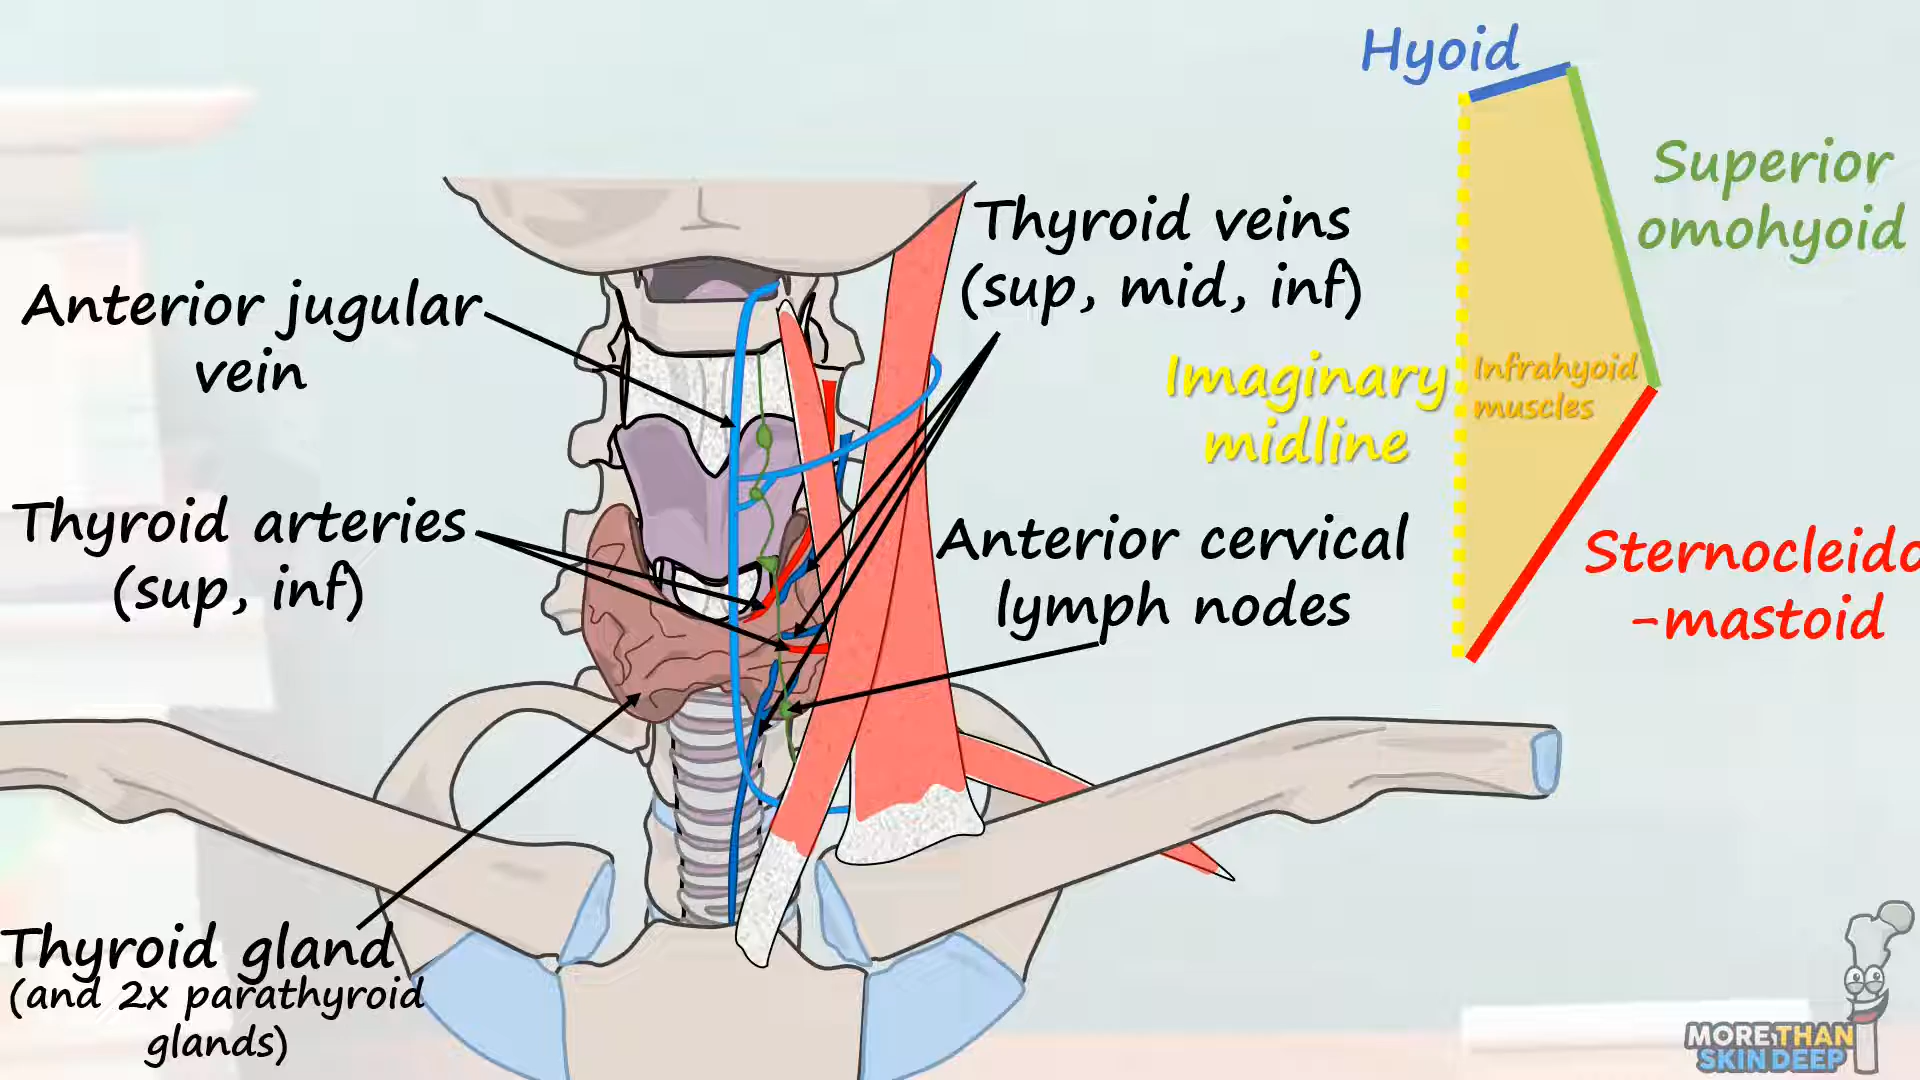 Hyoid
Superior
omohyoid
Thyroid veins
(sup, mid, inf)
Anterior jugular
vein
Imaginary
midline
Infrahyoid
muscles
Thyroid arteries
(sup, inf)
Anterior cervical
lymph nodes
Sternocleido
-mastoid
Thyroid gland
(and 2x parathyroid
glands)
MORE THAN
SKIN DEEP